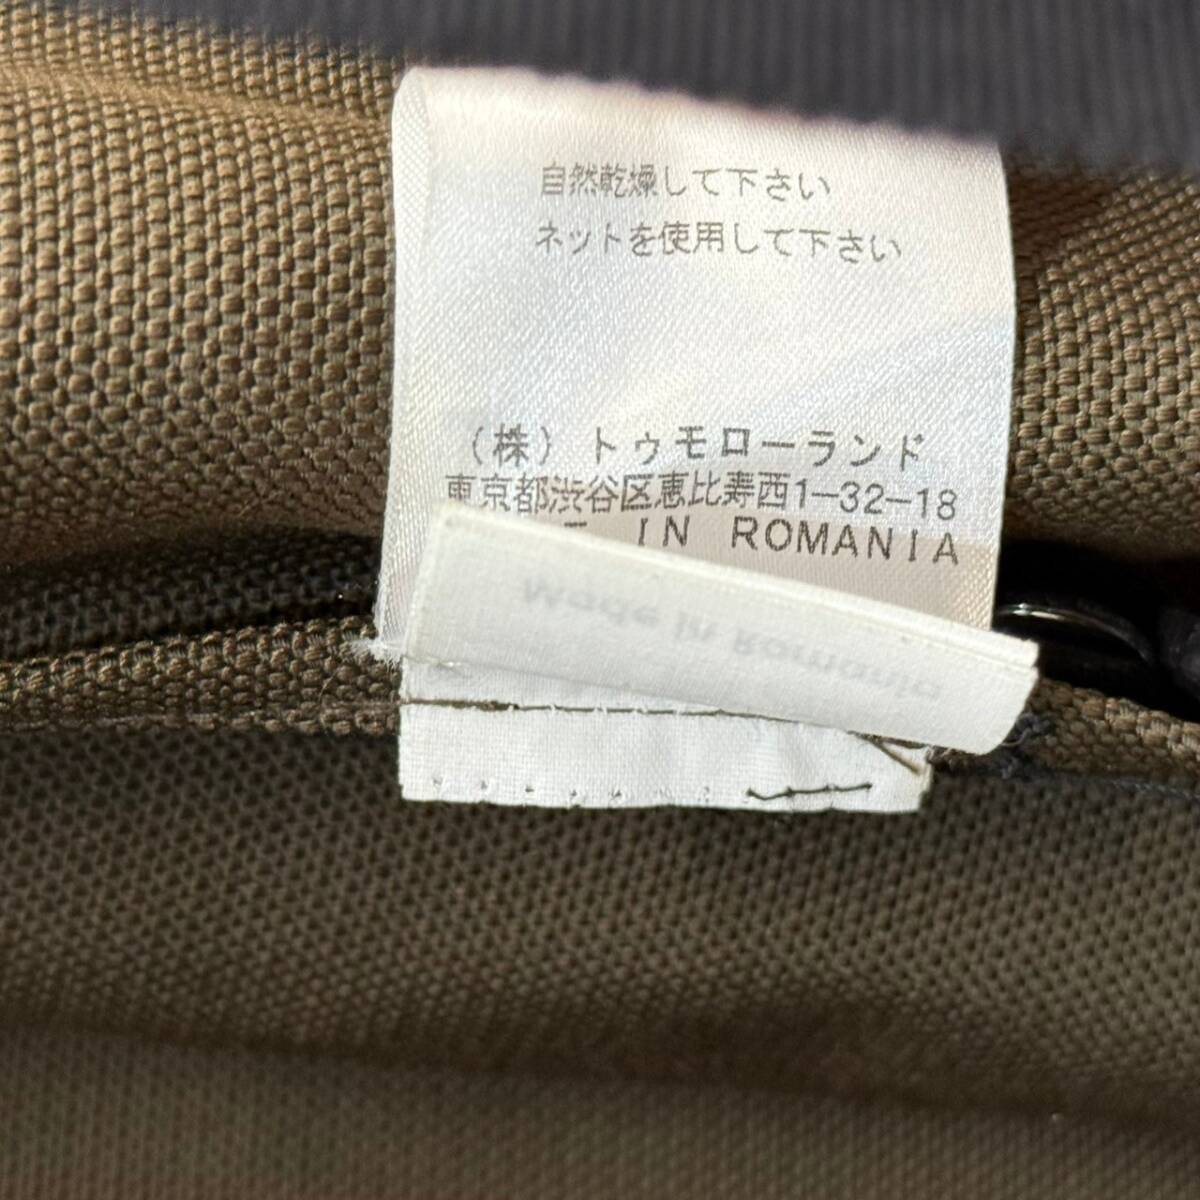 自然乾燥して下さい
ネットを使用して下さい
(株)トゥモローランド
東京都渋谷区恵比寿西1-32-18
IN ROMANIA
Made in Romania